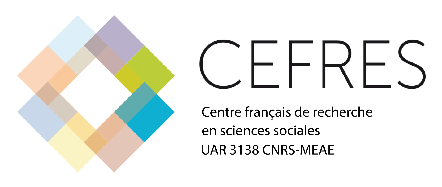 CEFRES
Centre français de recherche
en sciences sociales
UAR 3138 CNRS-MEAE